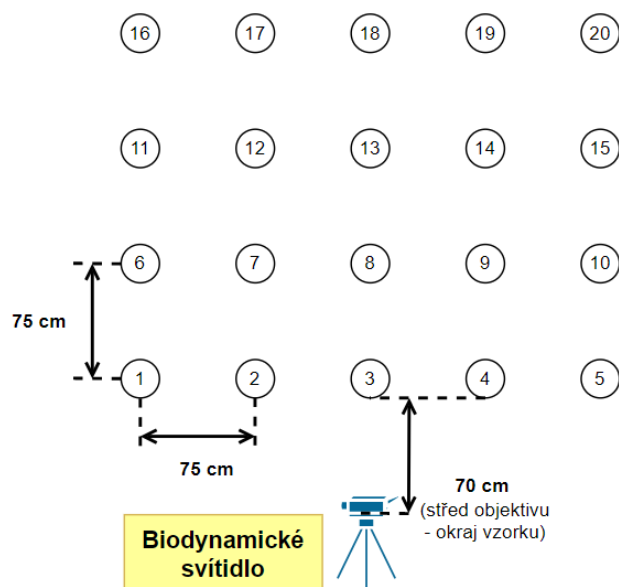 16 17 18 19 20
11 12 13 14 15
6 7 8 9 10
75 cm
1 2 3 4 5
75 cm
70 cm
(střed objektivu
- okraj vzorku)
Biodynamické
svítidlo